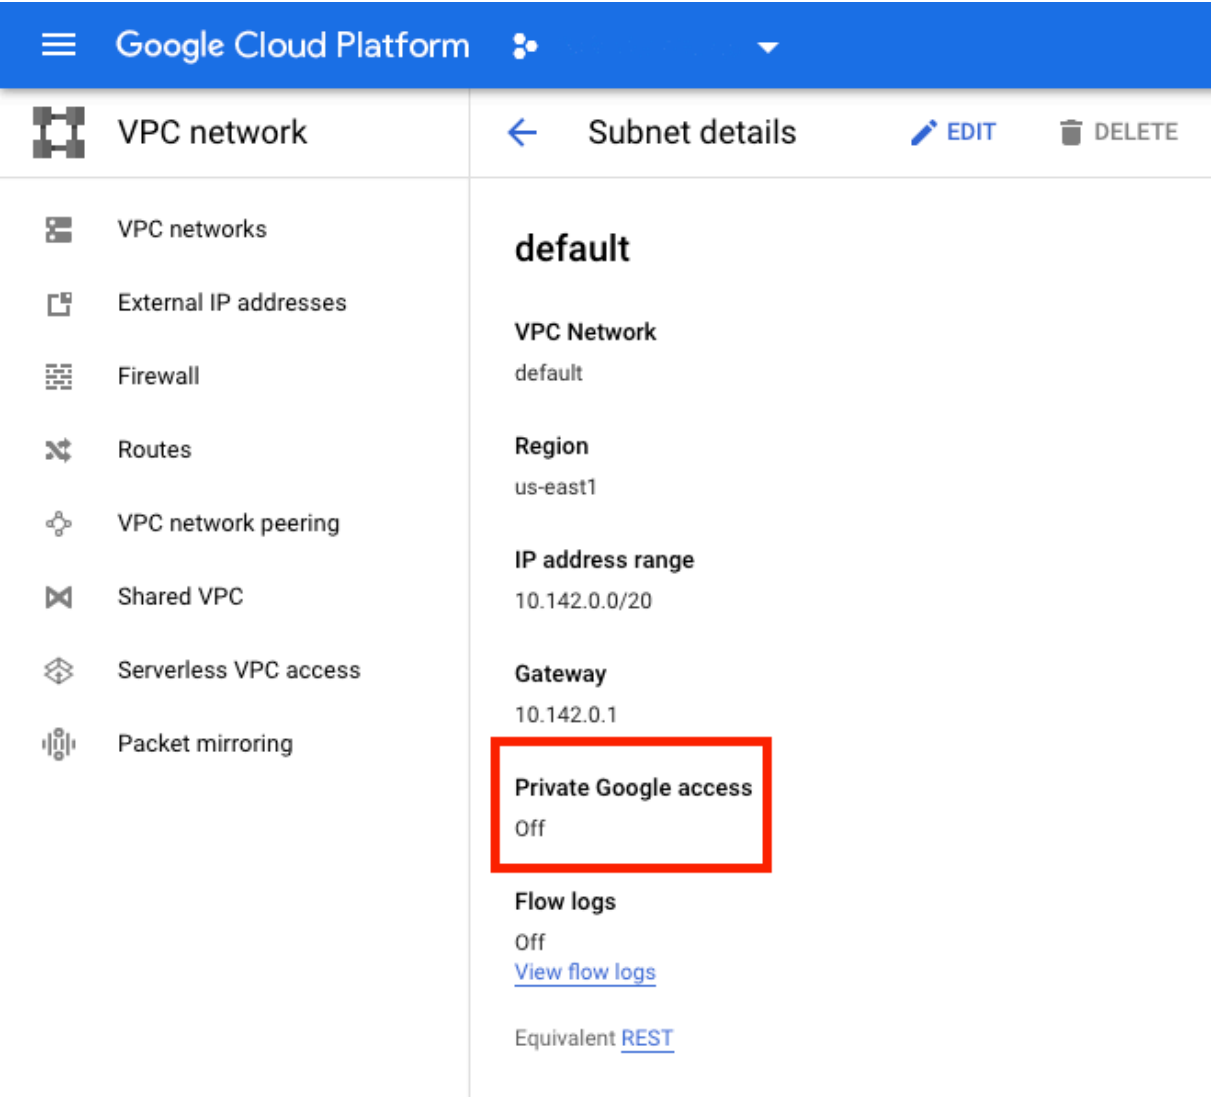 Google Cloud Platform
VPC network
Subnet details
EDIT
DELETE
VPC networks
External IP addresses
Firewall
Routes
VPC network peering
Shared VPC
Serverless VPC access
Packet mirroring
default
VPC Network
default
Region
us-east1
IP address range
10.142.0.0/20
Gateway
10.142.0.1
Private Google access
Off
Flow logs
Off
View flow logs
Equivalent REST